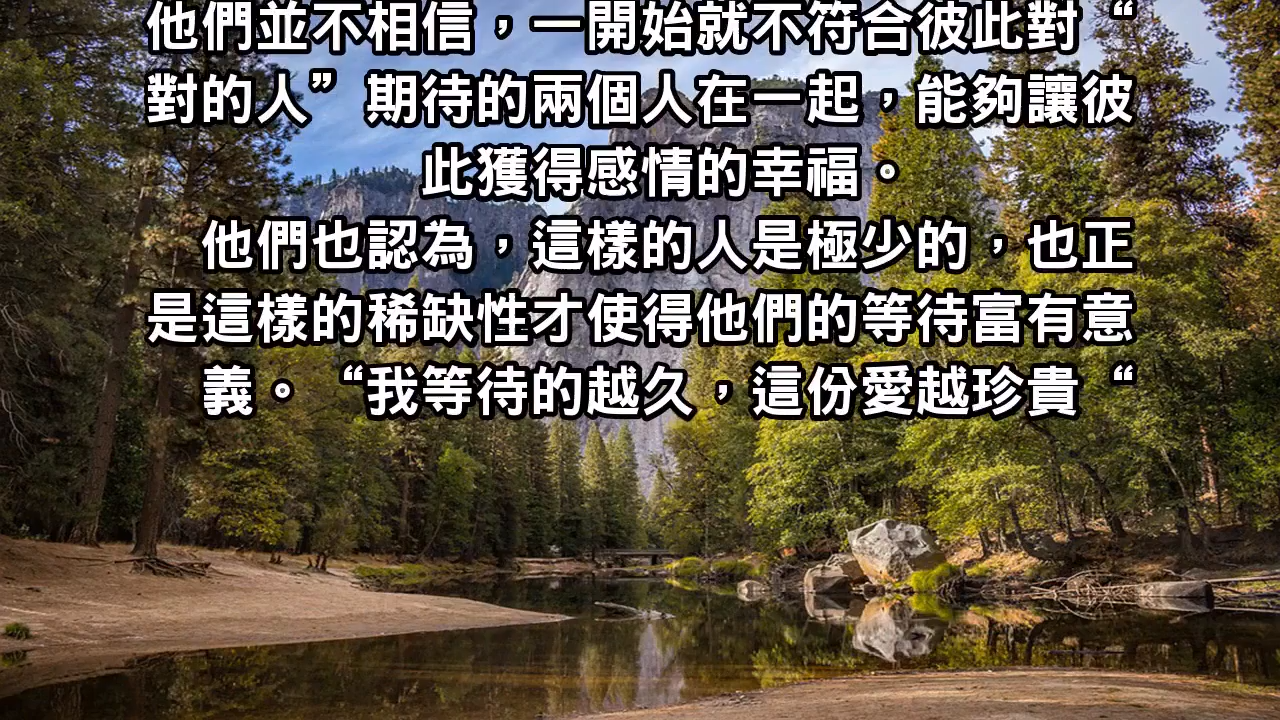 他們並不相信，一開始就不符合彼此對“
對的人”期待的兩個人在一起，能夠讓彼
此獲得感情的幸福。
他們也認為，這樣的人是極少的，也正
是這樣的稀缺性才使得他們的等待富有意
義。“我等待的越久，這份愛越珍貴“